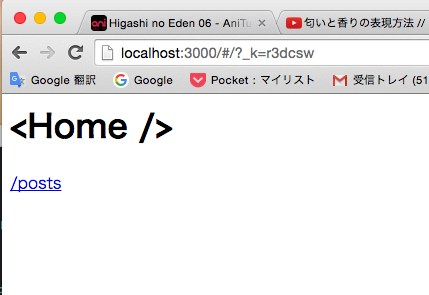 Higashi no Eden 06 - AniTu
匂いと香りの表現方法 //
localhost:3000/#/?_k=r3dcsw
Google 翻訳 Google Pocket : マイリスト 受信トレイ (51
<Home />
/posts